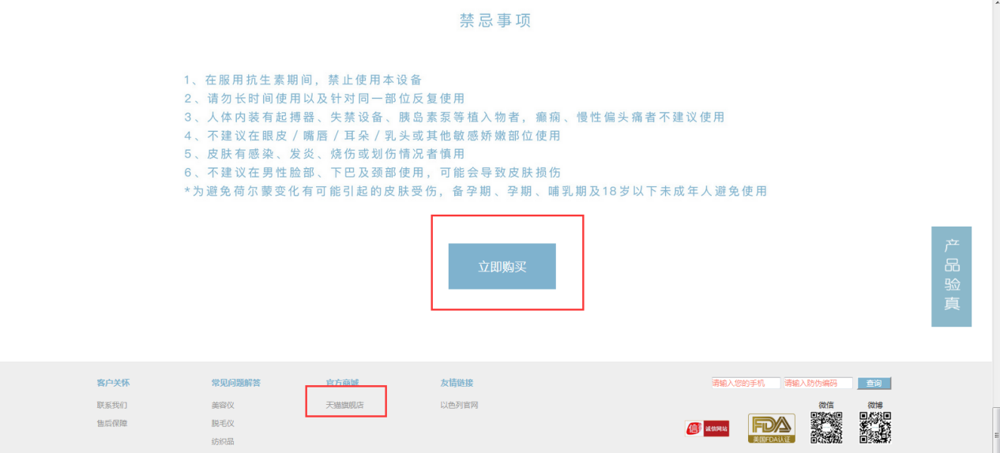 禁忌事项
1、在服用抗生素期间，禁止使用本设备
2、请勿长时间使用以及针对同一部位反复使用
3、人体内装有起搏器、失禁设备、胰岛素泵等植入物者，癫痫、慢性偏头痛者不建议使用
4、不建议在眼皮/嘴唇/耳朵/乳头或其他敏感娇嫩部位使用
5、皮肤有感染、发炎、烧伤或划伤情况者慎用
6、不建议在男性脸部、下巴及颈部使用，可能会导致皮肤损伤
*为避免荷尔蒙变化有可能引起的皮肤受伤，备孕期、孕期、哺乳期及18岁以下未成年人避免使用
立即购买
产品验真
客户关怀 常见问题解答 官方商城 友情链接 请输入您的手机 请输入防伪编码 查询
联系我们 美容仪 天猫旗舰店 以色列官网 微信 微博
售后保障 脱毛仪 信 诚信网站 FDA
纺织品 美国FDA认证